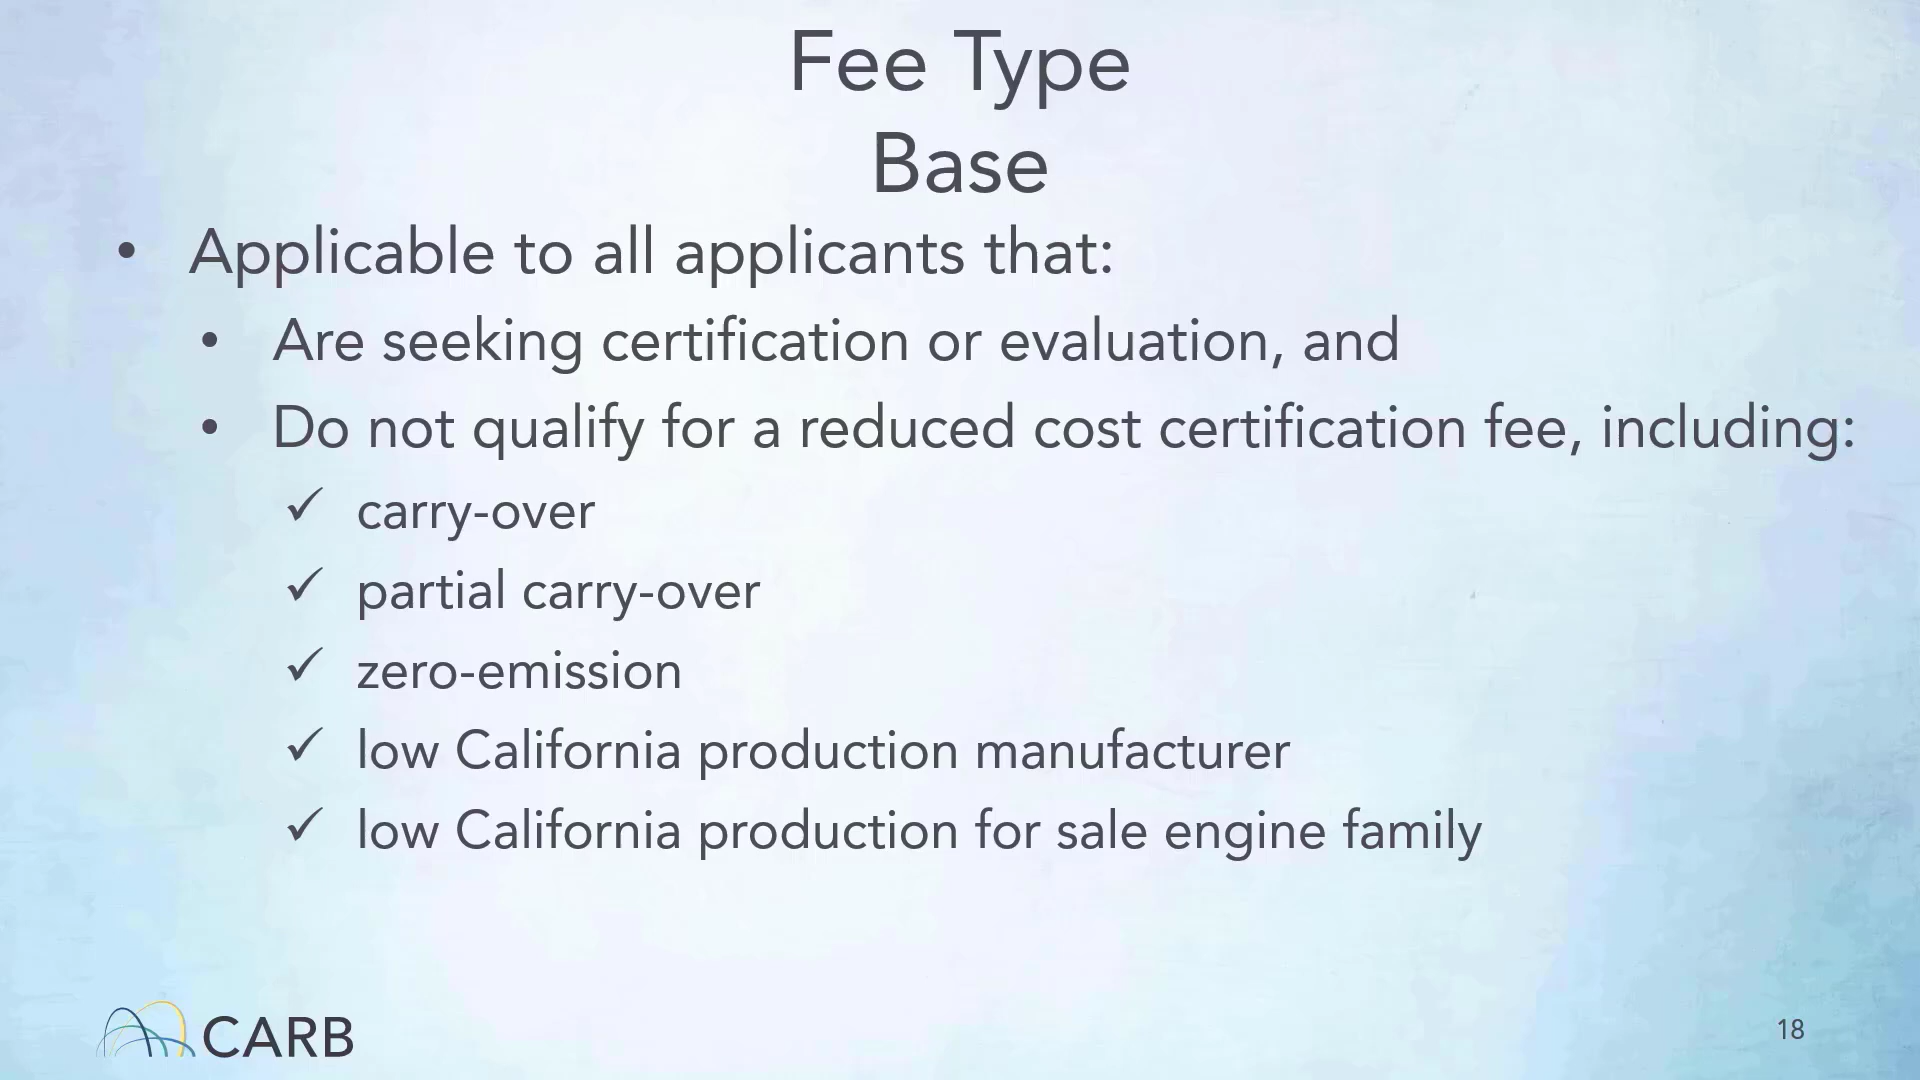 Fee Type
Base
• Applicable to all applicants that:
• Are seeking certification or evaluation, and
• Do not qualify for a reduced cost certification fee, including:
✓ carry-over
✓ partial carry-over
✓ zero-emission
✓ low California production manufacturer
✓ low California production for sale engine family
CARB
18